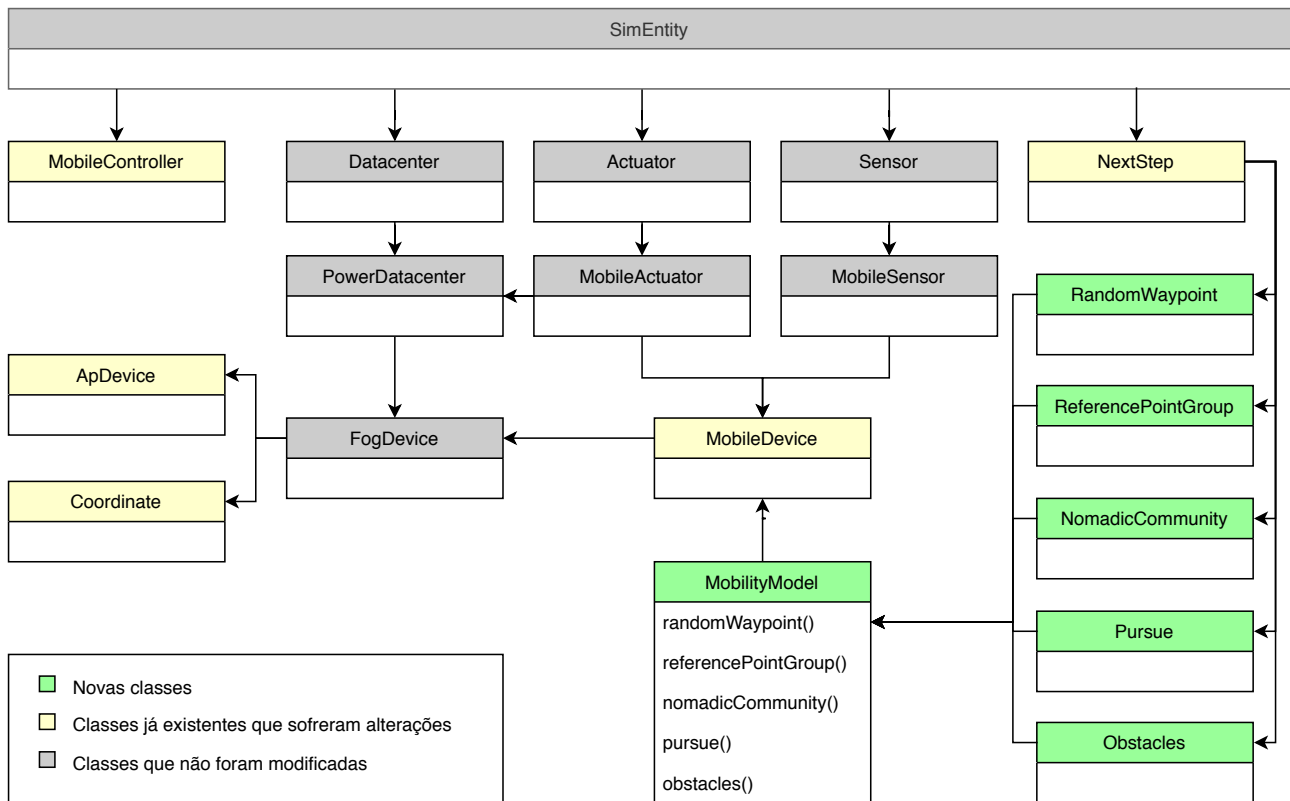 SimEntity
MobileController
Datacenter
Actuator
Sensor
NextStep
PowerDatacenter
MobileActuator
MobileSensor
RandomWaypoint
ApDevice
ReferencePointGroup
FogDevice
MobileDevice
Coordinate
NomadicCommunity
MobilityModel
randomWaypoint()
referencePointGroup()
nomadicCommunity()
pursue()
obstacles()
Pursue
Obstacles
Novas classes
Classes já existentes que sofreram alterações
Classes que não foram modificadas